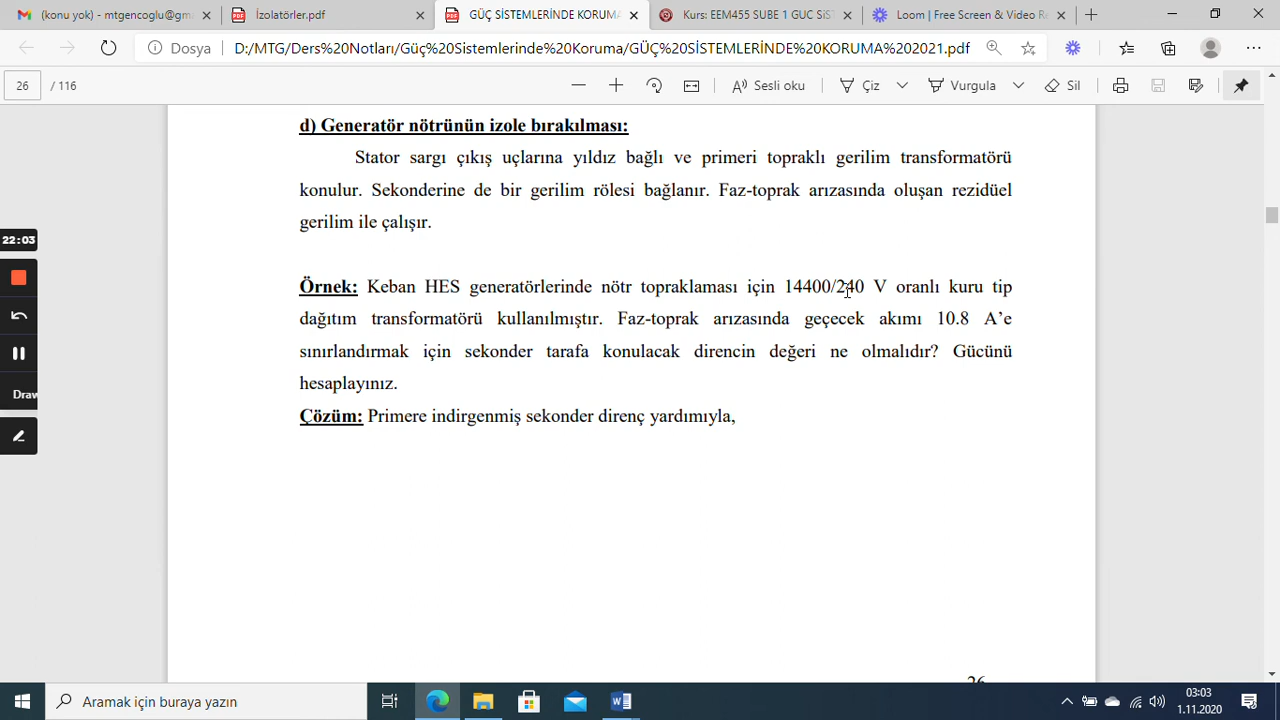 (konu yok) - mtgencoglu@gm
İzolatörler.pdf
GÜÇ SİSTEMLERİNDE KORUMA
Kurs: EEM455 SUBE 1 GUC SiS
Loom | Free Screen & Video Re
Dosya
D:/MTG/Ders%20Notları/Güç%20Sistemlerinde%20Koruma/GÜÇ%20SİSTEMLERİNDE%20KORUMA%202021.pdf
26 / 116
Sesli oku
Çiz
Vurgula
Sil
d) Generatör nötrünün izole bırakılması:
Stator sargı çıkış uçlarına yıldız bağlı ve primeri topraklı gerilim transformatörü
konulur. Sekonderine de bir gerilim rölesi bağlanır. Faz-toprak arızasında oluşan rezidüel
gerilim ile çalışır.
22:03
Örnek: Keban HES generatörlerinde nötr topraklaması için 14400/240 V oranlı kuru tip
dağıtım transformatörü kullanılmıştır. Faz-toprak arızasında geçecek akımı 10.8 A’e
sınırlandırmak için sekonder tarafa konulacak direncin değeri ne olmalıdır? Gücünü
hesaplayınız.
Draw
Çözüm: Primere indirgenmiş sekonder direnç yardımıyla,
26
Aramak için buraya yazın
03:03
1.11.2020